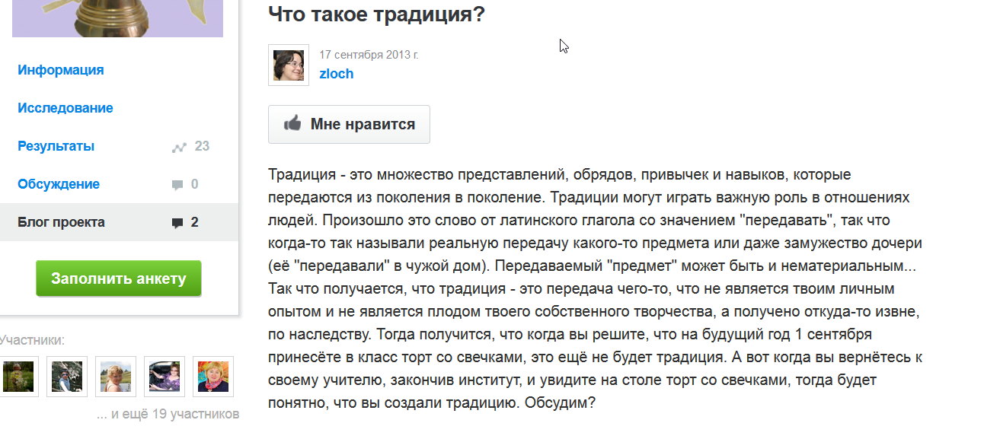 Что такое традиция?
17 сентября 2013 г.
zloch
Мне нравится
Информация
Исследование
Результаты 23
Обсуждение 0
Блог проекта 2
Заполнить анкету
Участники:
... и ещё 19 участников
Традиция - это множество представлений, обрядов, привычек и навыков, которые
передаются из поколения в поколение. Традиции могут играть важную роль в отношениях
людей. Произошло это слово от латинского глагола со значением "передавать", так что
когда-то так называли реальную передачу какого-то предмета или даже замужество дочери
(её "передавали" в чужой дом). Передаваемый "предмет" может быть и нематериальным...
Так что получается, что традиция - это передача чего-то, что не является твоим личным
опытом и не является плодом твоего собственного творчества, а получено откуда-то извне,
по наследству. Тогда получится, что когда вы решите, что на будущий год 1 сентября
принесёте в класс торт со свечками, это ещё не будет традиция. А вот когда вы вернётесь к
своему учителю, закончив институт, и увидите на столе торт со свечками, тогда будет
понятно, что вы создали традицию. Обсудим?